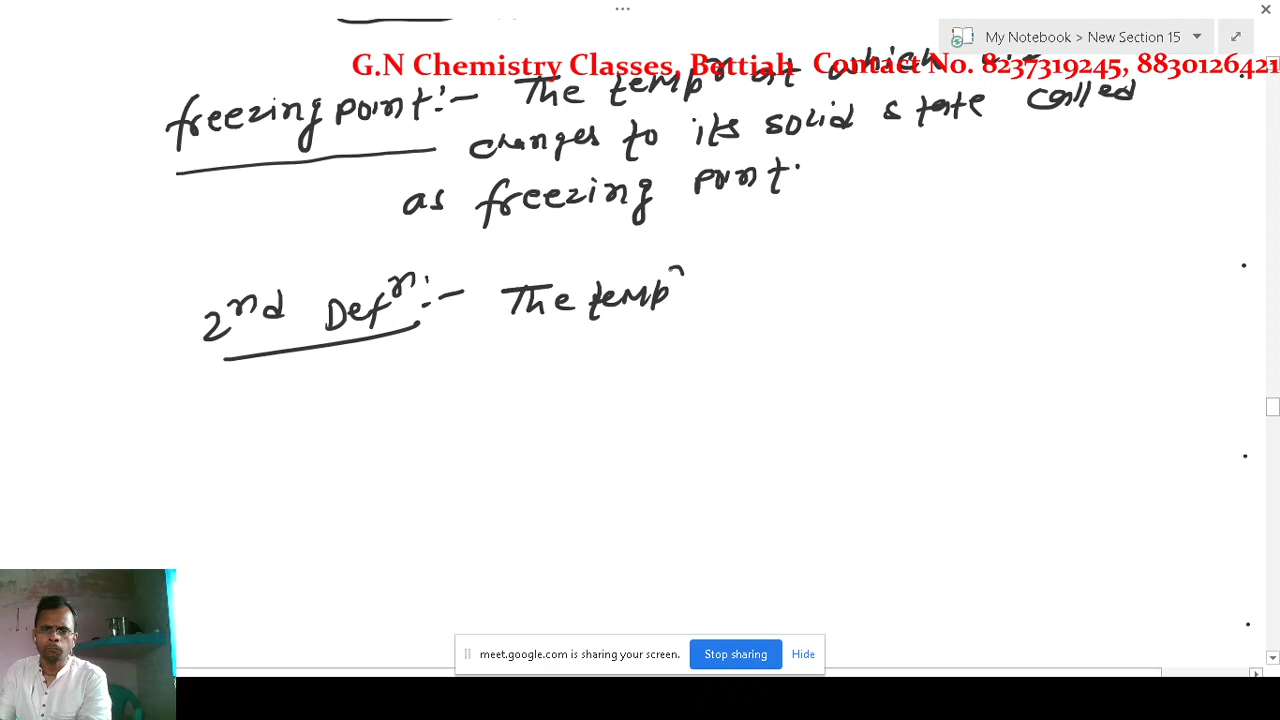 ...
My Notebook > New Section 15
G.N Chemistry Classes, Bettiah Contact No. 8237319245, 8830126421
freezing point:- The tempr at which
changes to its solid state called
as freezing point.
2nd Defn:- The tempr
meet.google.com is sharing your screen. Stop sharing Hide